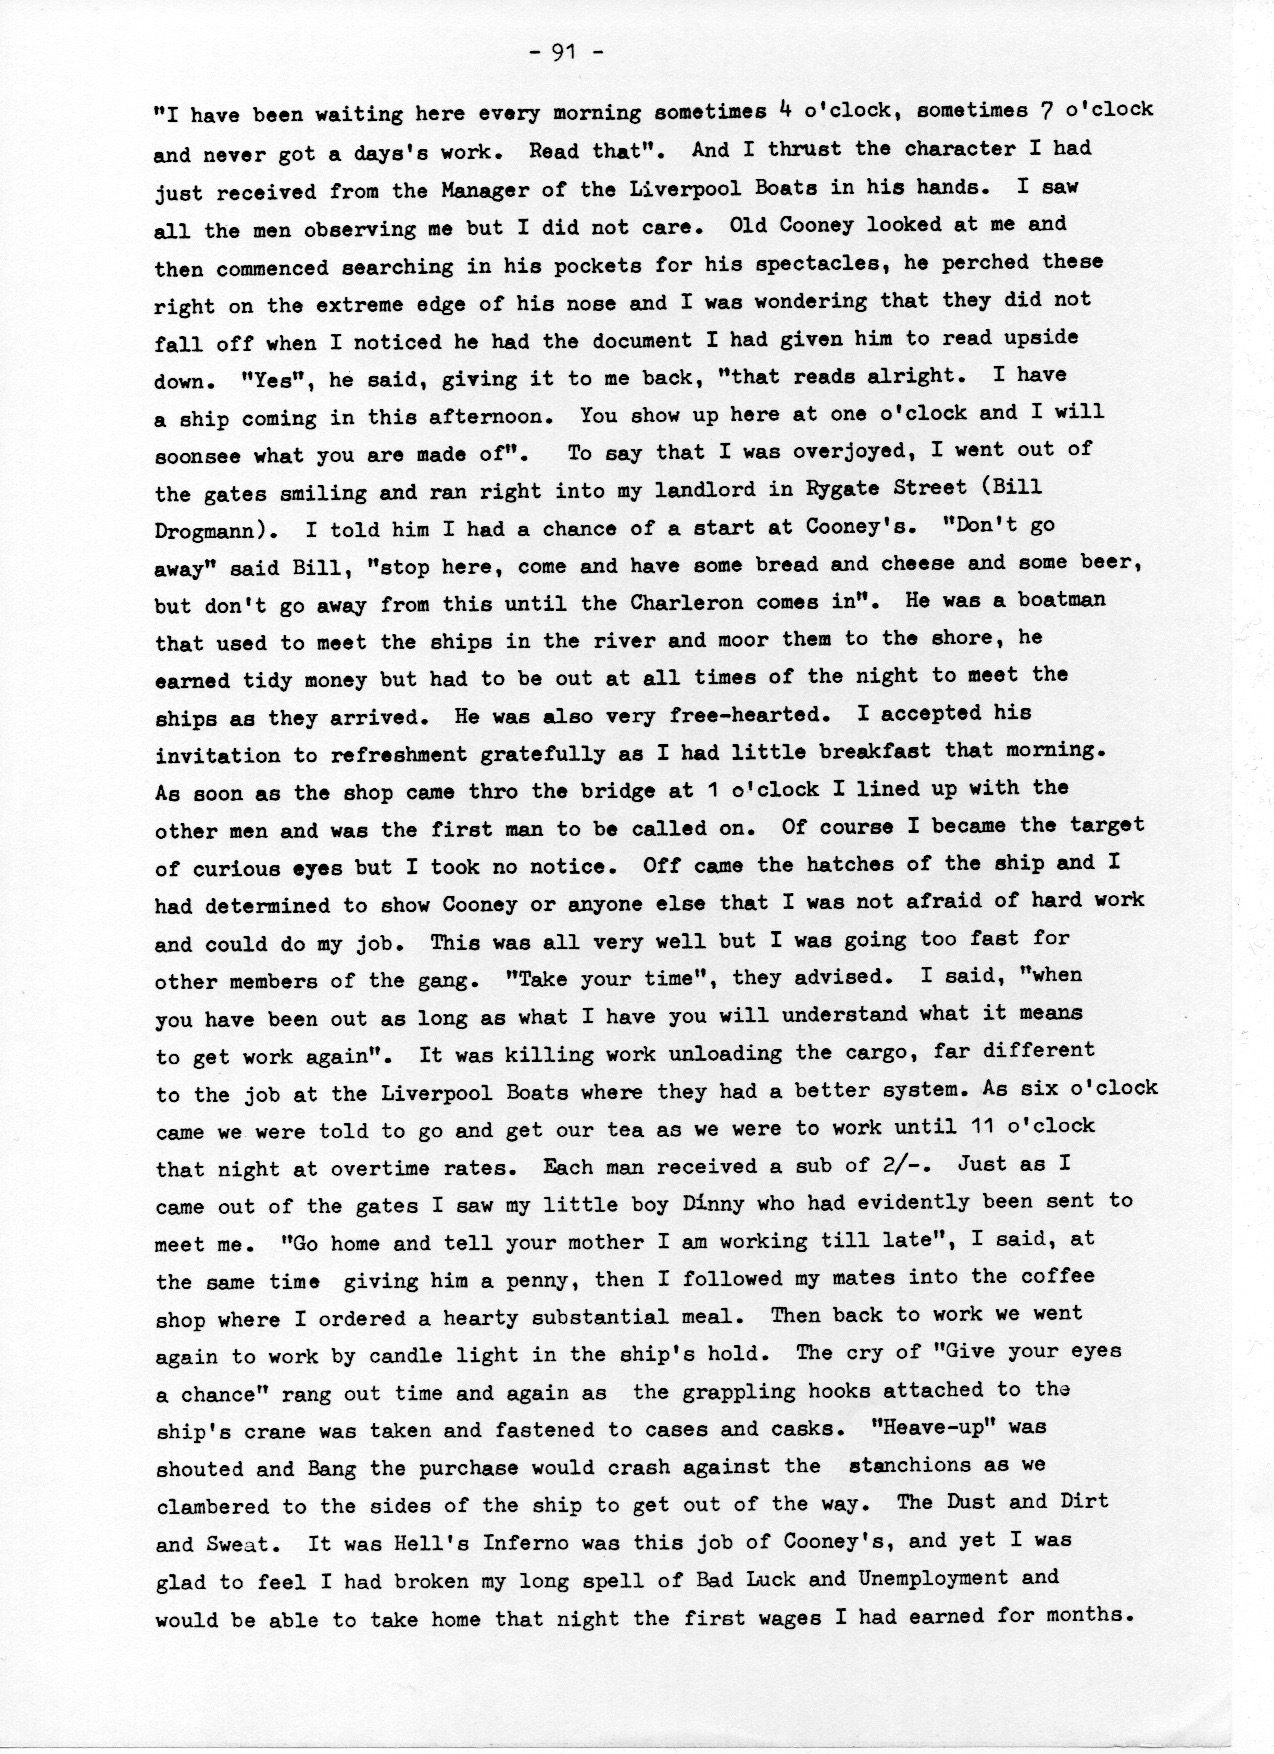 - 91 -
"I have been waiting here every morning sometimes 4 o'clock, sometimes 7 o'clock
and never got a days's work.  Read that".  And I thrust the character I had
just received from the Manager of the Liverpool Boats in his hands.  I saw
all the men observing me but I did not care.  Old Cooney looked at me and
then commenced searching in his pockets for his spectacles, he perched these
right on the extreme edge of his nose and I was wondering that they did not
fall off when I noticed he had the document I had given him to read upside
down.  "Yes", he said, giving it to me back, "that reads alright.  I have
a ship coming in this afternoon.  You show up here at one o'clock and I will
soonsee what you are made of".   To say that I was overjoyed, I went out of
the gates smiling and ran right into my landlord in Rygate Street (Bill
Drogmann).  I told him I had a chance of a start at Cooney's.  "Don't go
away" said Bill, "stop here, come and have some bread and cheese and some beer,
but don't go away from this until the Charleron comes in".  He was a boatman
that used to meet the ships in the river and moor them to the shore, he
earned tidy money but had to be out at all times of the night to meet the
ships as they arrived.  He was also very free-hearted.  I accepted his
invitation to refreshment gratefully as I had little breakfast that morning.
As soon as the shop came thro the bridge at 1 o'clock I lined up with the
other men and was the first man to be called on.  Of course I became the target
of curious eyes but I took no notice.  Off came the hatches of the ship and I
had determined to show Cooney or anyone else that I was not afraid of hard work
and could do my job.  This was all very well but I was going too fast for
other members of the gang.  "Take your time", they advised.  I said, "when
you have been out as long as what I have you will understand what it means
to get work again".  It was killing work unloading the cargo, far different
to the job at the Liverpool Boats where they had a better system. As six o'clock
came we were told to go and get our tea as we were to work until 11 o'clock
that night at overtime rates.  Each man received a sub of 2/-.  Just as I
came out of the gates I saw my little boy Dinny who had evidently been sent to
meet me.  "Go home and tell your mother I am working till late", I said, at
the same time  giving him a penny, then I followed my mates into the coffee
shop where I ordered a hearty substantial meal.  Then back to work we went
again to work by candle light in the ship's hold.  The cry of "Give your eyes
a chance" rang out time and again as  the grappling hooks attached to the
ship's crane was taken and fastened to cases and casks.  "Heave-up" was
shouted and Bang the purchase would crash against the  stanchions as we
clambered to the sides of the ship to get out of the way.  The Dust and Dirt
and Sweat.  It was Hell's Inferno was this job of Cooney's, and yet I was
glad to feel I had broken my long spell of Bad Luck and Unemployment and
would be able to take home that night the first wages I had earned for months.